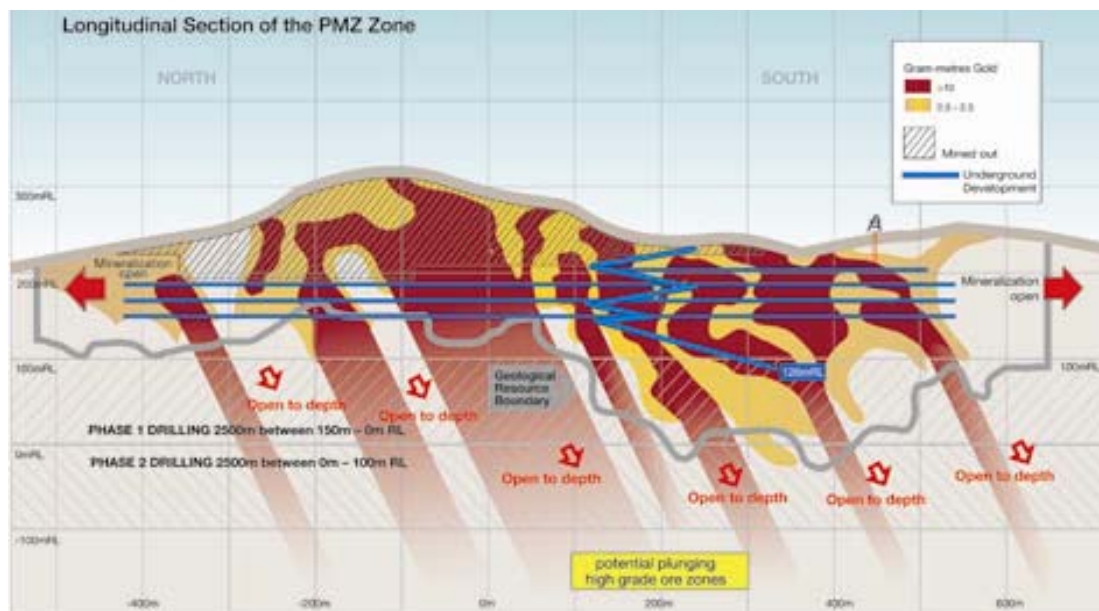 Longitudinal Section of the PMZ Zone
NORTH
SOUTH
Gram-metres Gold
Mined out
Underground
Development
A
300mRL
Mineralization
open
200mRL
Mineralization
open
100mRL
100mRL
Geological
Resource
Boundary
126mRL
Open to depth
Open to depth
PHASE 1 DRILLING 2500m between 150m – 0m RL
0mRL
PHASE 2 DRILLING 2500m between 0m – 100m RL
Open to depth
Open to depth
Open to depth
Open to depth
-100mRL
potential plunging
high grade ore zones
-400m
-200m
0m
200m
400m
600m